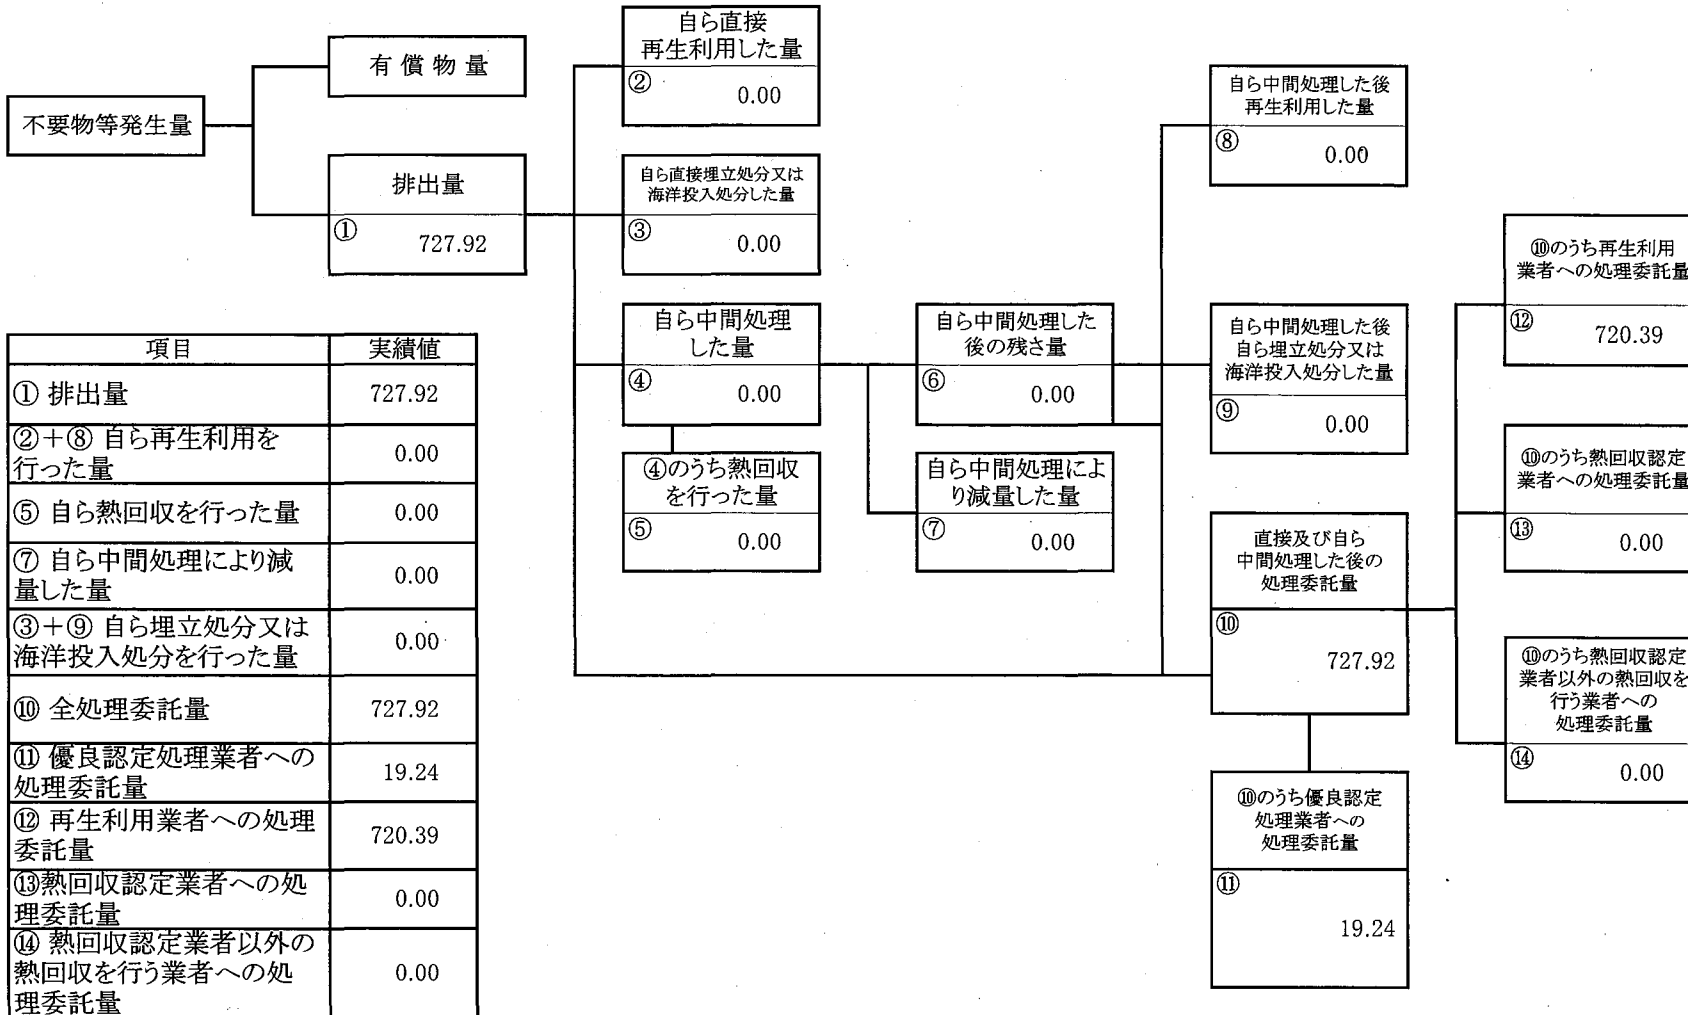 不要物等発生量
有償物量
排出量
①
727.92
自ら直接
再生利用した量
②
0.00
自ら直接埋立処分又は
海洋投入処分した量
③
0.00
自ら中間処理
した量
④
0.00
④のうち熱回収
を行った量
⑤
0.00
自ら中間処理した
後の残さ量
⑥
0.00
自ら中間処理によ
り減量した量
⑦
0.00
自ら中間処理した後
再生利用した量
⑧
0.00
自ら中間処理した後
自ら埋立処分又は
海洋投入処分した量
⑨
0.00
直接及び自ら
中間処理した後の
処理委託量
⑩
727.92
⑩のうち優良認定
処理業者への
処理委託量
⑪
19.24
⑩のうち再生利用
業者への処理委託量
⑫
720.39
⑩のうち熱回収認定
業者への処理委託量
⑬
0.00
⑩のうち熱回収認定
業者以外の熱回収を
行う業者への
処理委託量
⑭
0.00
項目 実績値
① 排出量 727.92
②+⑧ 自ら再生利用を
行った量 0.00
⑤ 自ら熱回収を行った量 0.00
⑦ 自ら中間処理により減
量した量 0.00
③+⑨ 自ら埋立処分又は
海洋投入処分を行った量 0.00
⑩ 全処理委託量 727.92
⑪ 優良認定処理業者への
処理委託量 19.24
⑫ 再生利用業者への処理
委託量 720.39
⑬熱回収認定業者への処
理委託量 0.00
⑭ 熱回収認定業者以外の
熱回収を行う業者への処
理委託量 0.00